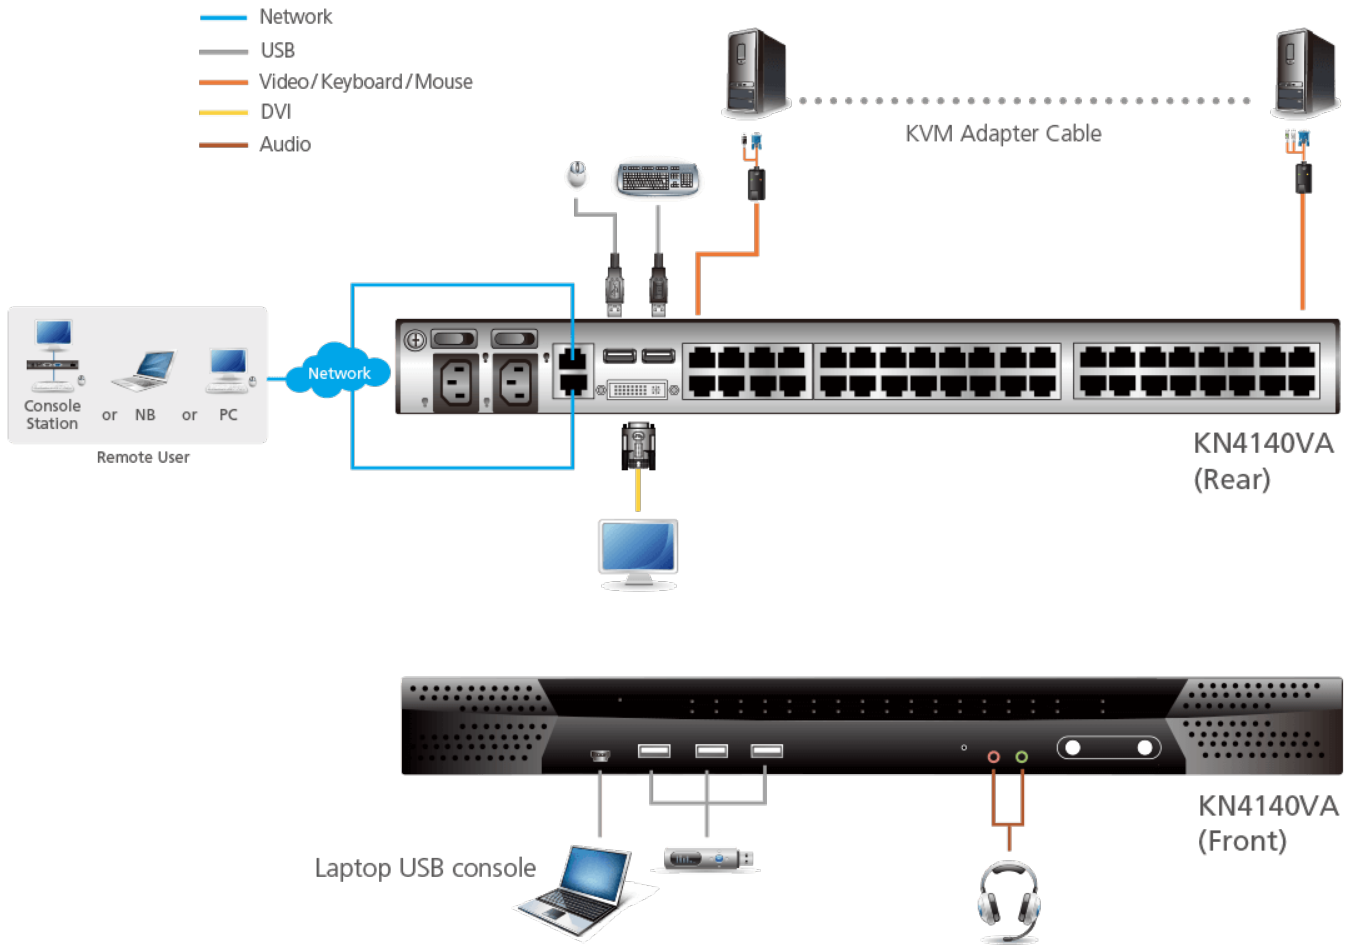 Network
USB
Video/Keyboard/Mouse
DVI
Audio
KVM Adapter Cable
Network
Console
Station
or
NB
or
PC
Remote User
KN4140VA
(Rear)
KN4140VA
(Front)
Laptop USB console